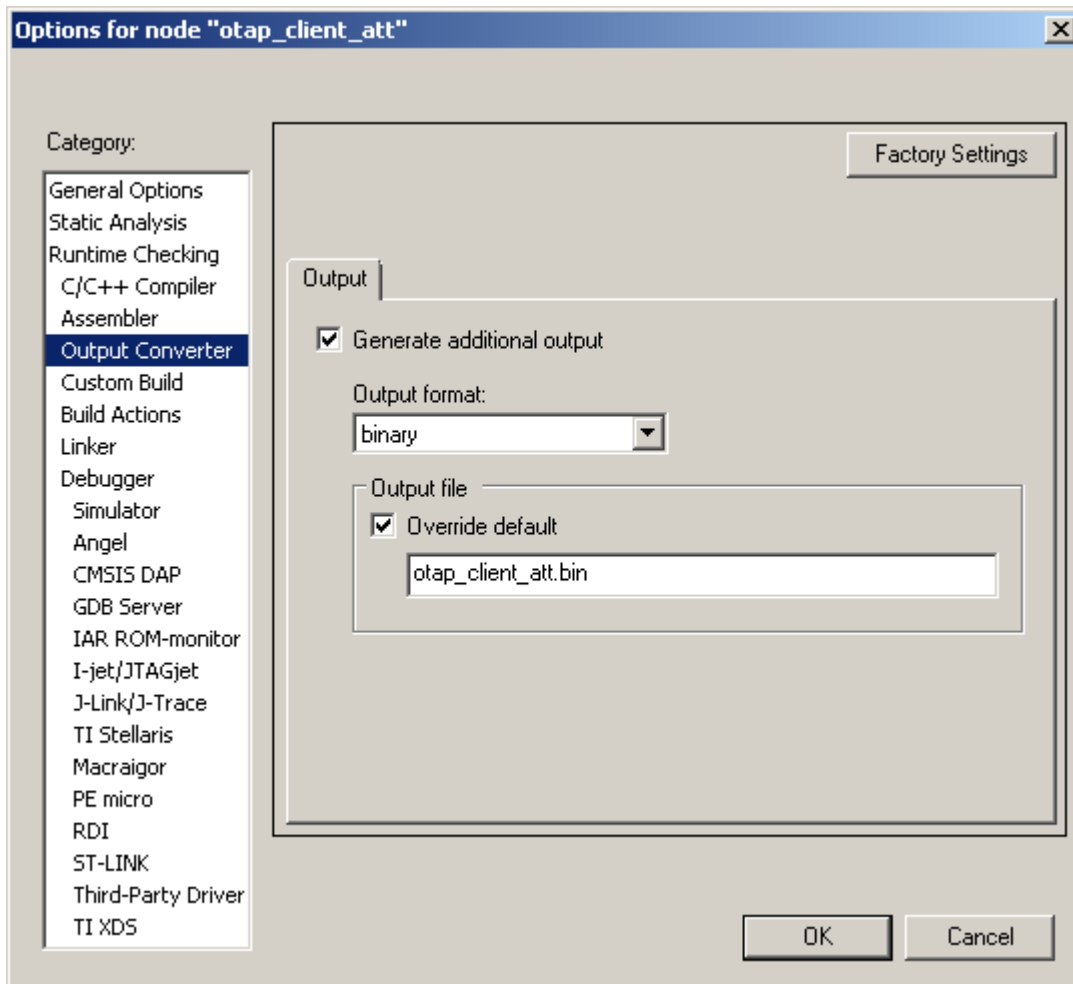 Options for node "otap_client_att"
Category:
General Options
Static Analysis
Runtime Checking
C/C++ Compiler
Assembler
Output Converter
Custom Build
Build Actions
Linker
Debugger
Simulator
Angel
CMSIS DAP
GDB Server
IAR ROM-monitor
I-jet/JTAGjet
J-Link/J-Trace
TI Stellaris
Macraigor
PE micro
RDI
ST-LINK
Third-Party Driver
TI XDS
Factory Settings
Output
Generate additional output
Output format:
binary
Output file
Override default
otap_client_att.bin
OK
Cancel